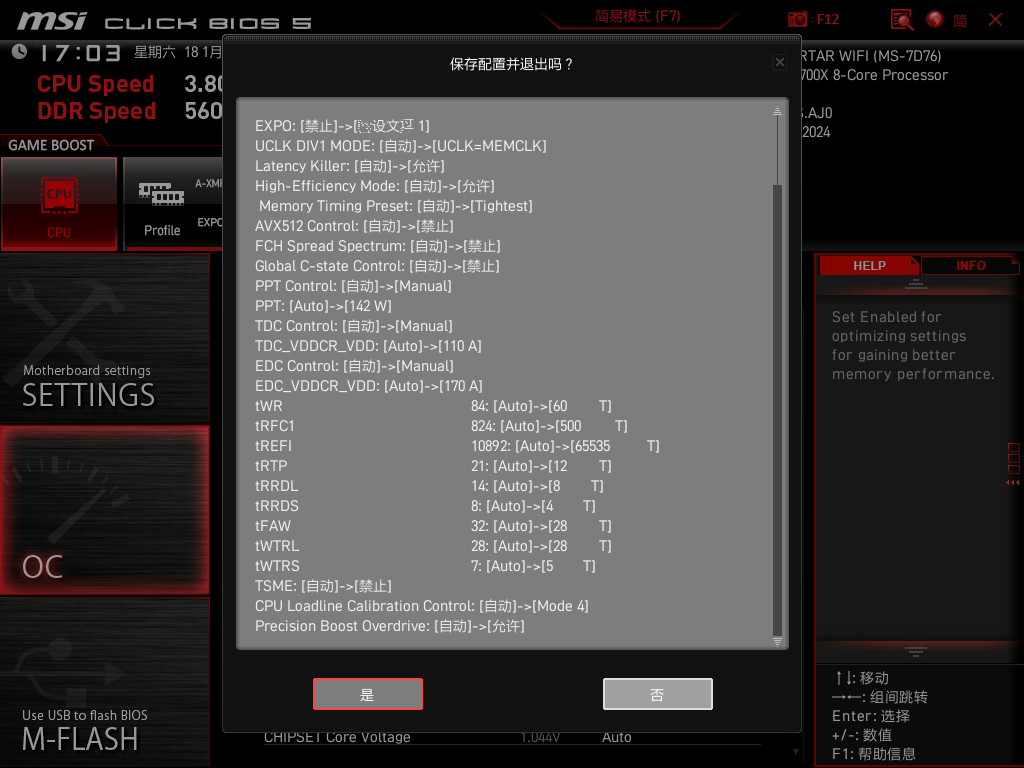 msi CLICK BIOS 5
简易模式 (F7)
F12
简
17:03 星期六 18 1月
CPU Speed 3.80
DDR Speed 560
RTAR WIFI (MS-7D76)
700X 8-Core Processor
.AJ0
2024
GAME BOOST
CPU
CPU
A-XMP
EXPO
Profile
Motherboard settings
SETTINGS
OC
Use USB to flash BIOS
M-FLASH
保存配置并退出吗？
EXPO: [禁止]->[预设文档 1]
UCLK DIV1 MODE: [自动]->[UCLK=MEMCLK]
Latency Killer: [自动]->[允许]
High-Efficiency Mode: [自动]->[允许]
Memory Timing Preset: [自动]->[Tightest]
AVX512 Control: [自动]->[禁止]
FCH Spread Spectrum: [自动]->[禁止]
Global C-state Control: [自动]->[禁止]
PPT Control: [自动]->[Manual]
PPT: [Auto]->[142 W]
TDC Control: [自动]->[Manual]
TDC_VDDCR_VDD: [Auto]->[110 A]
EDC Control: [自动]->[Manual]
EDC_VDDCR_VDD: [Auto]->[170 A]
tWR 84: [Auto]->[60 T]
tRFC1 824: [Auto]->[500 T]
tREFI 10892: [Auto]->[65535 T]
tRTP 21: [Auto]->[12 T]
tRRDL 14: [Auto]->[8 T]
tRRDS 8: [Auto]->[4 T]
tFAW 32: [Auto]->[28 T]
tWTRL 28: [Auto]->[28 T]
tWTRS 7: [Auto]->[5 T]
TSME: [自动]->[禁止]
CPU Loadline Calibration Control: [自动]->[Mode 4]
Precision Boost Overdrive: [自动]->[允许]
是
否
CHIPSET Core Voltage 1.044V Auto
HELP
INFO
Set Enabled for
optimizing settings
for gaining better
memory performance.
↑↓: 移动
→←: 组间跳转
Enter: 选择
+/-: 数值
F1: 帮助信息